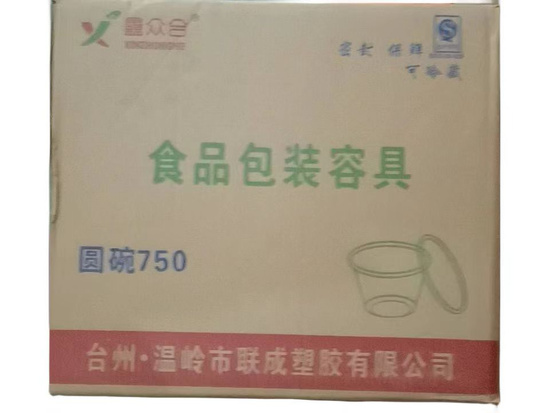 鑫众合®
XINZHONGHE
密封 保鲜
可冷藏
食品包装容具
圆碗750
台州·温岭市联成塑胶有限公司